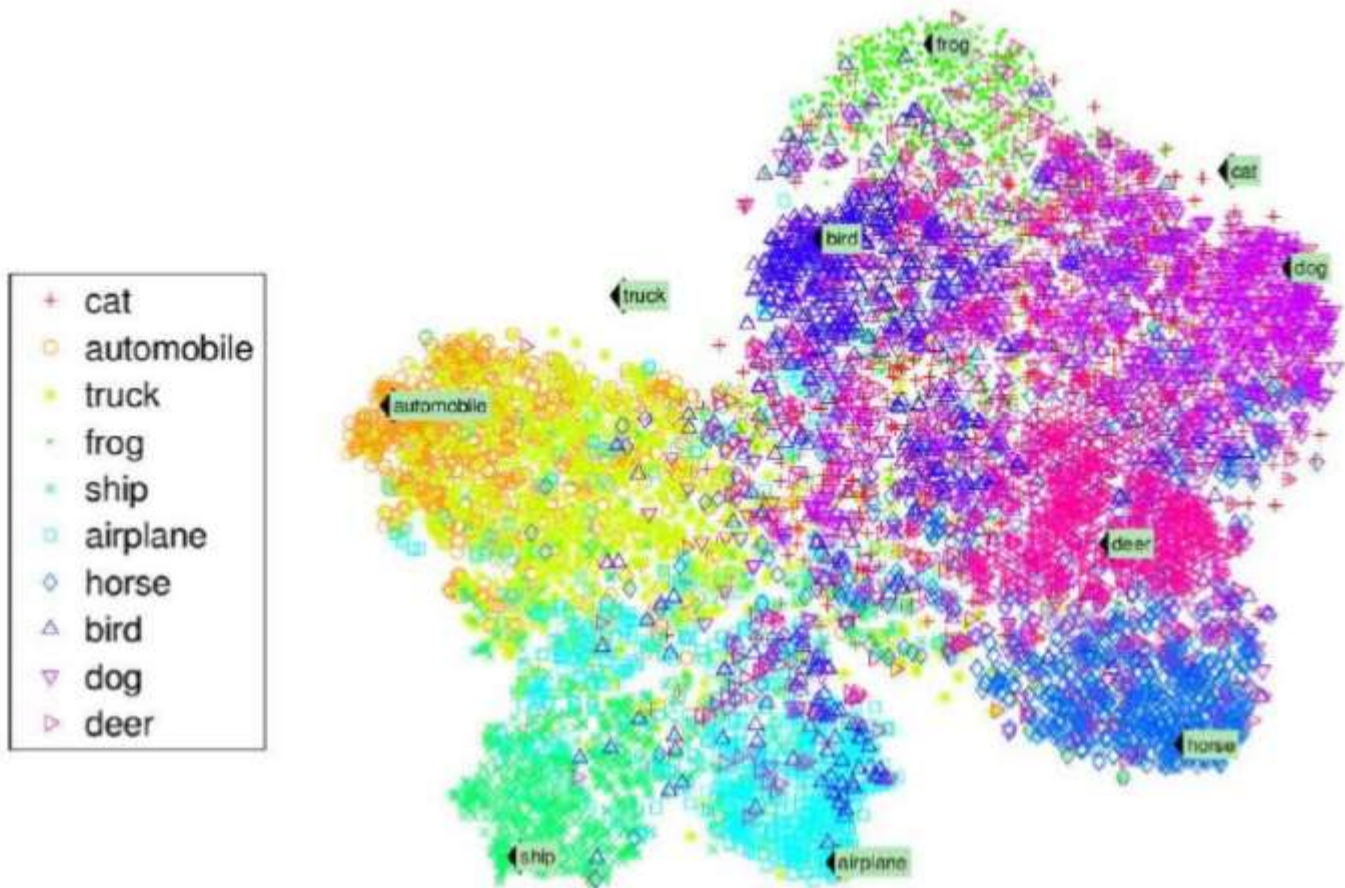 frog
cat
bird
dog
truck
cat
automobile
truck
frog
ship
airplane
horse
bird
dog
deer
automobile
deer
horse
ship
airplane